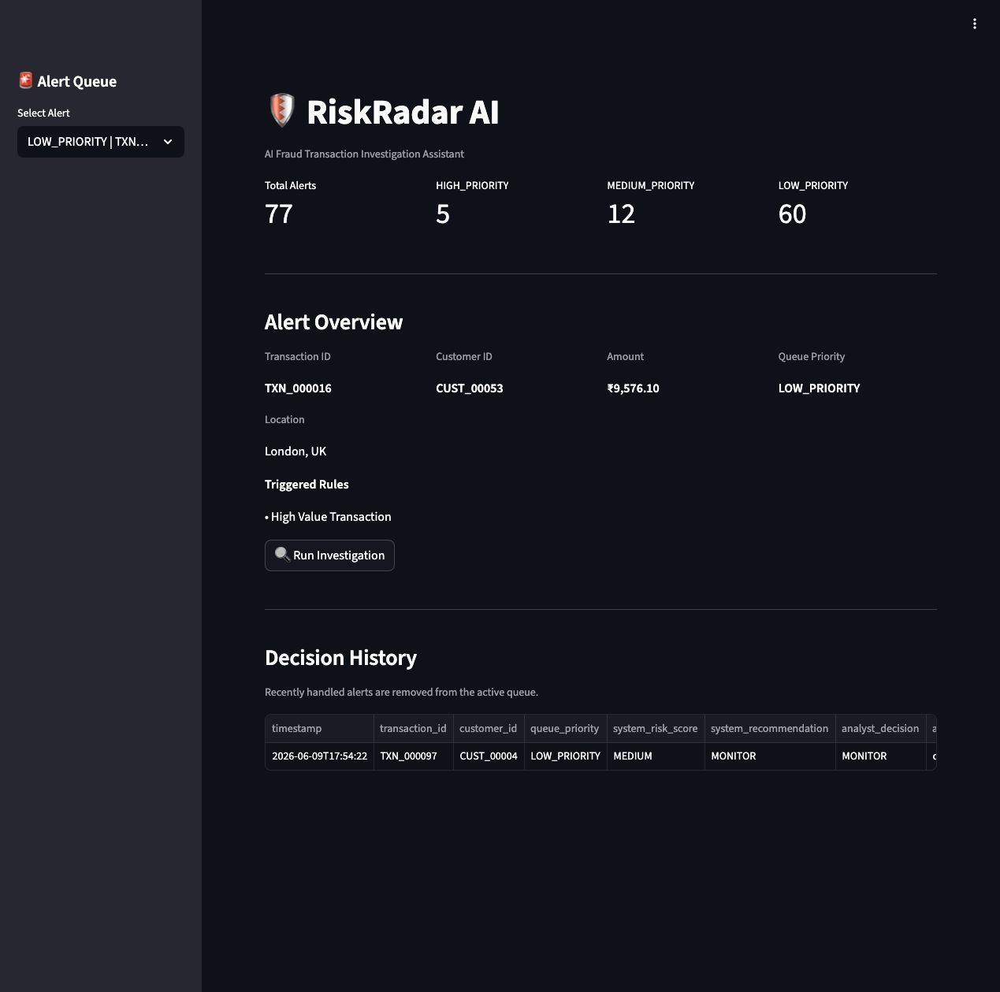 Alert Queue
Select Alert
LOW_PRIORITY | TXN...
RiskRadar AI
AI Fraud Transaction Investigation Assistant
Total Alerts HIGH_PRIORITY MEDIUM_PRIORITY LOW_PRIORITY
77 5 12 60
Alert Overview
Transaction ID Customer ID Amount Queue Priority
TXN_000016 CUST_00053 ₹9,576.10 LOW_PRIORITY
Location
London, UK
Triggered Rules
• High Value Transaction
Run Investigation
Decision History
Recently handled alerts are removed from the active queue.
timestamp transaction_id customer_id queue_priority system_risk_score system_recommendation analyst_decision
2026-06-09T17:54:22 TXN_000097 CUST_00004 LOW_PRIORITY MEDIUM MONITOR MONITOR